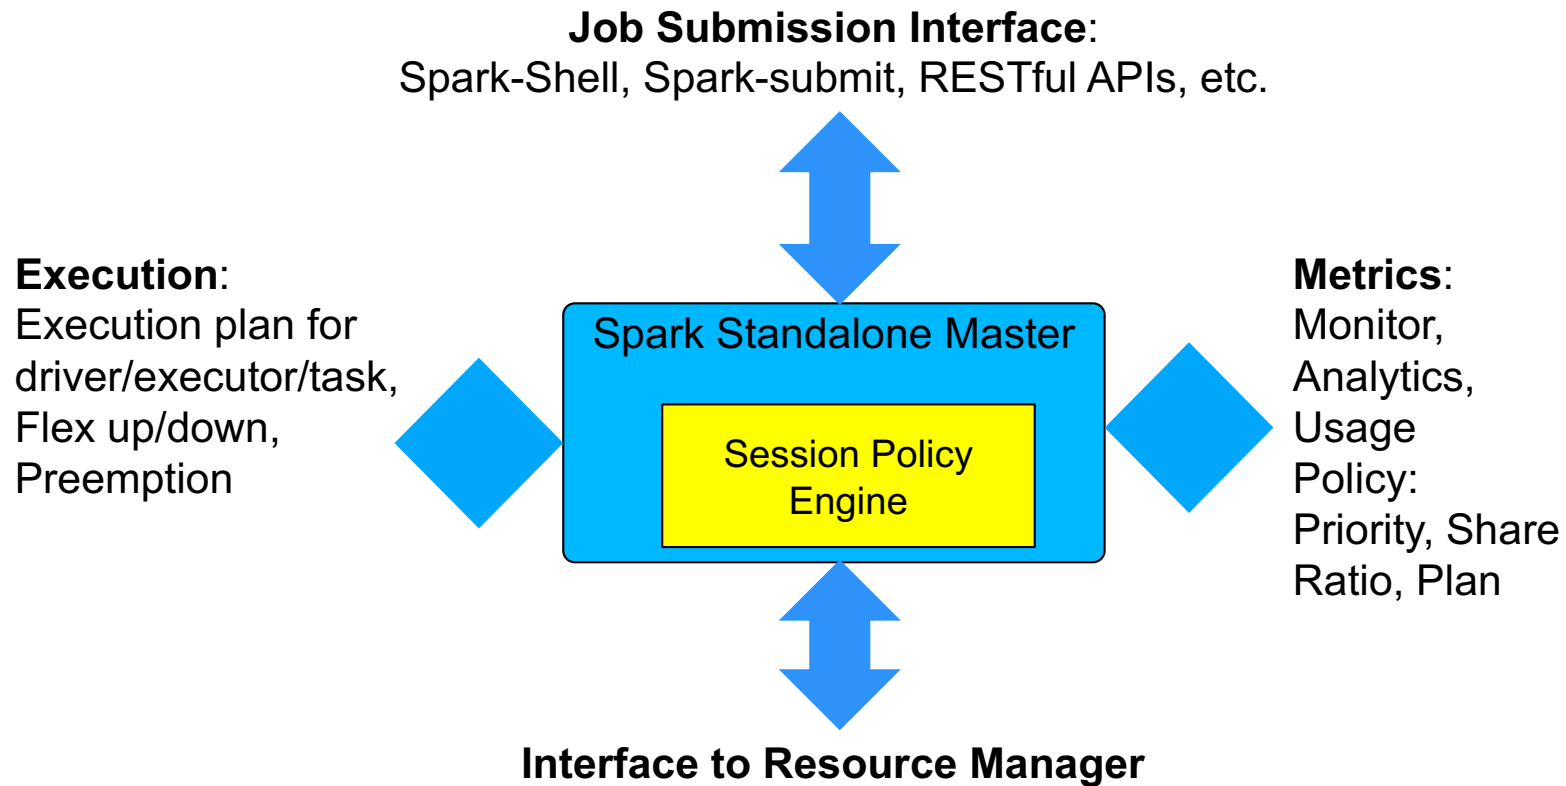 Job Submission Interface:
Spark-Shell, Spark-submit, RESTful APIs, etc.
Execution:
Execution plan for
driver/executor/task,
Flex up/down,
Preemption
Spark Standalone Master
Session Policy
Engine
Metrics:
Monitor,
Analytics,
Usage
Policy:
Priority, Share
Ratio, Plan
Interface to Resource Manager